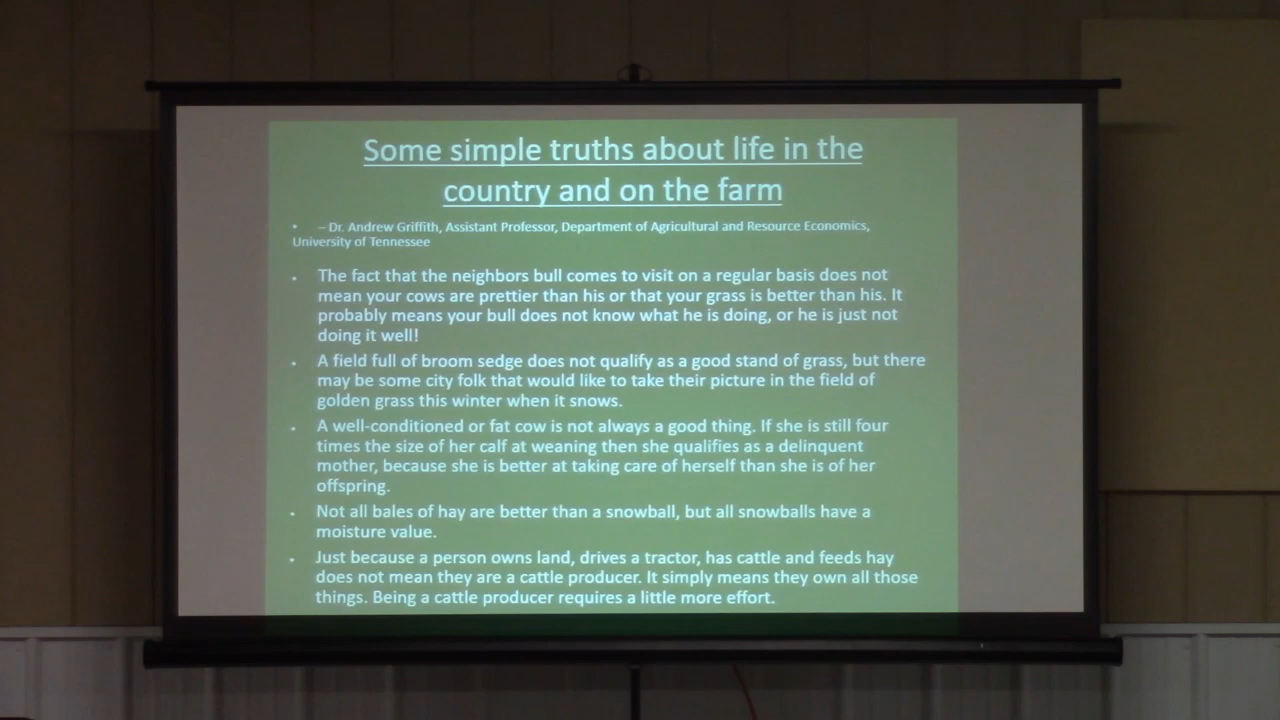 Some simple truths about life in the
country and on the farm
• – Dr. Andrew Griffith, Assistant Professor, Department of Agricultural and Resource Economics,
University of Tennessee
• The fact that the neighbors bull comes to visit on a regular basis does not
mean your cows are prettier than his or that your grass is better than his. It
probably means your bull does not know what he is doing, or he is just not
doing it well!
• A field full of broom sedge does not qualify as a good stand of grass, but there
may be some city folk that would like to take their picture in the field of
golden grass this winter when it snows.
• A well-conditioned or fat cow is not always a good thing. If she is still four
times the size of her calf at weaning then she qualifies as a delinquent
mother, because she is better at taking care of herself than she is of her
offspring.
• Not all bales of hay are better than a snowball, but all snowballs have a
moisture value.
• Just because a person owns land, drives a tractor, has cattle and feeds hay
does not mean they are a cattle producer. It simply means they own all those
things. Being a cattle producer requires a little more effort.